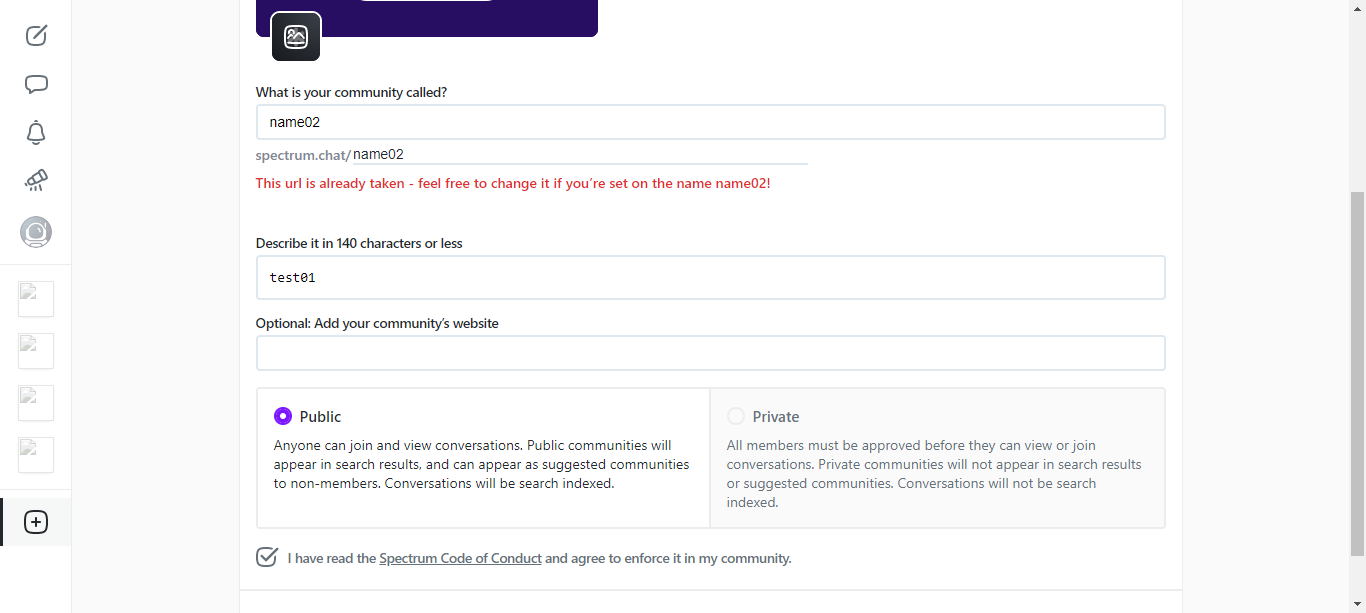 What is your community called?
name02
spectrum.chat/name02
This url is already taken - feel free to change it if you’re set on the name name02!
Describe it in 140 characters or less
test01
Optional: Add your community’s website
Public
Anyone can join and view conversations. Public communities will
appear in search results, and can appear as suggested communities
to non-members. Conversations will be search indexed.
Private
All members must be approved before they can view or join
conversations. Private communities will not appear in search results
or suggested communities. Conversations will not be search
indexed.
I have read the Spectrum Code of Conduct and agree to enforce it in my community.